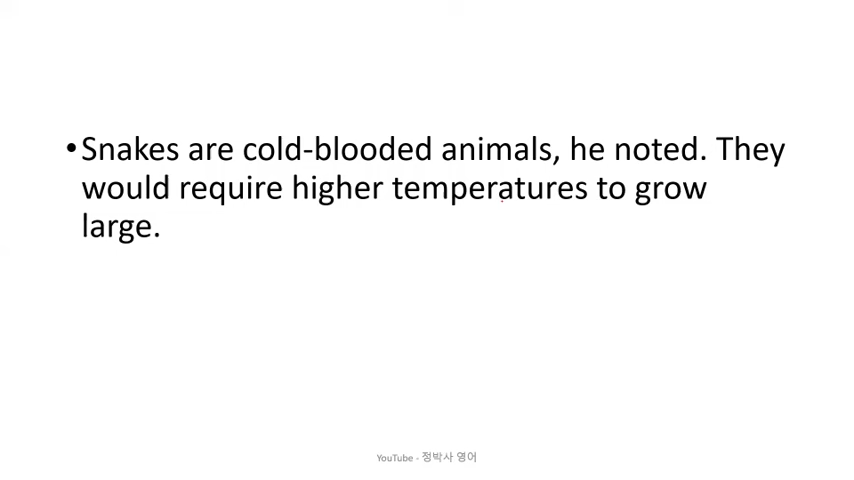 •Snakes are cold-blooded animals, he noted. They
would require higher temperatures to grow
large.
YouTube - 정박사 영어